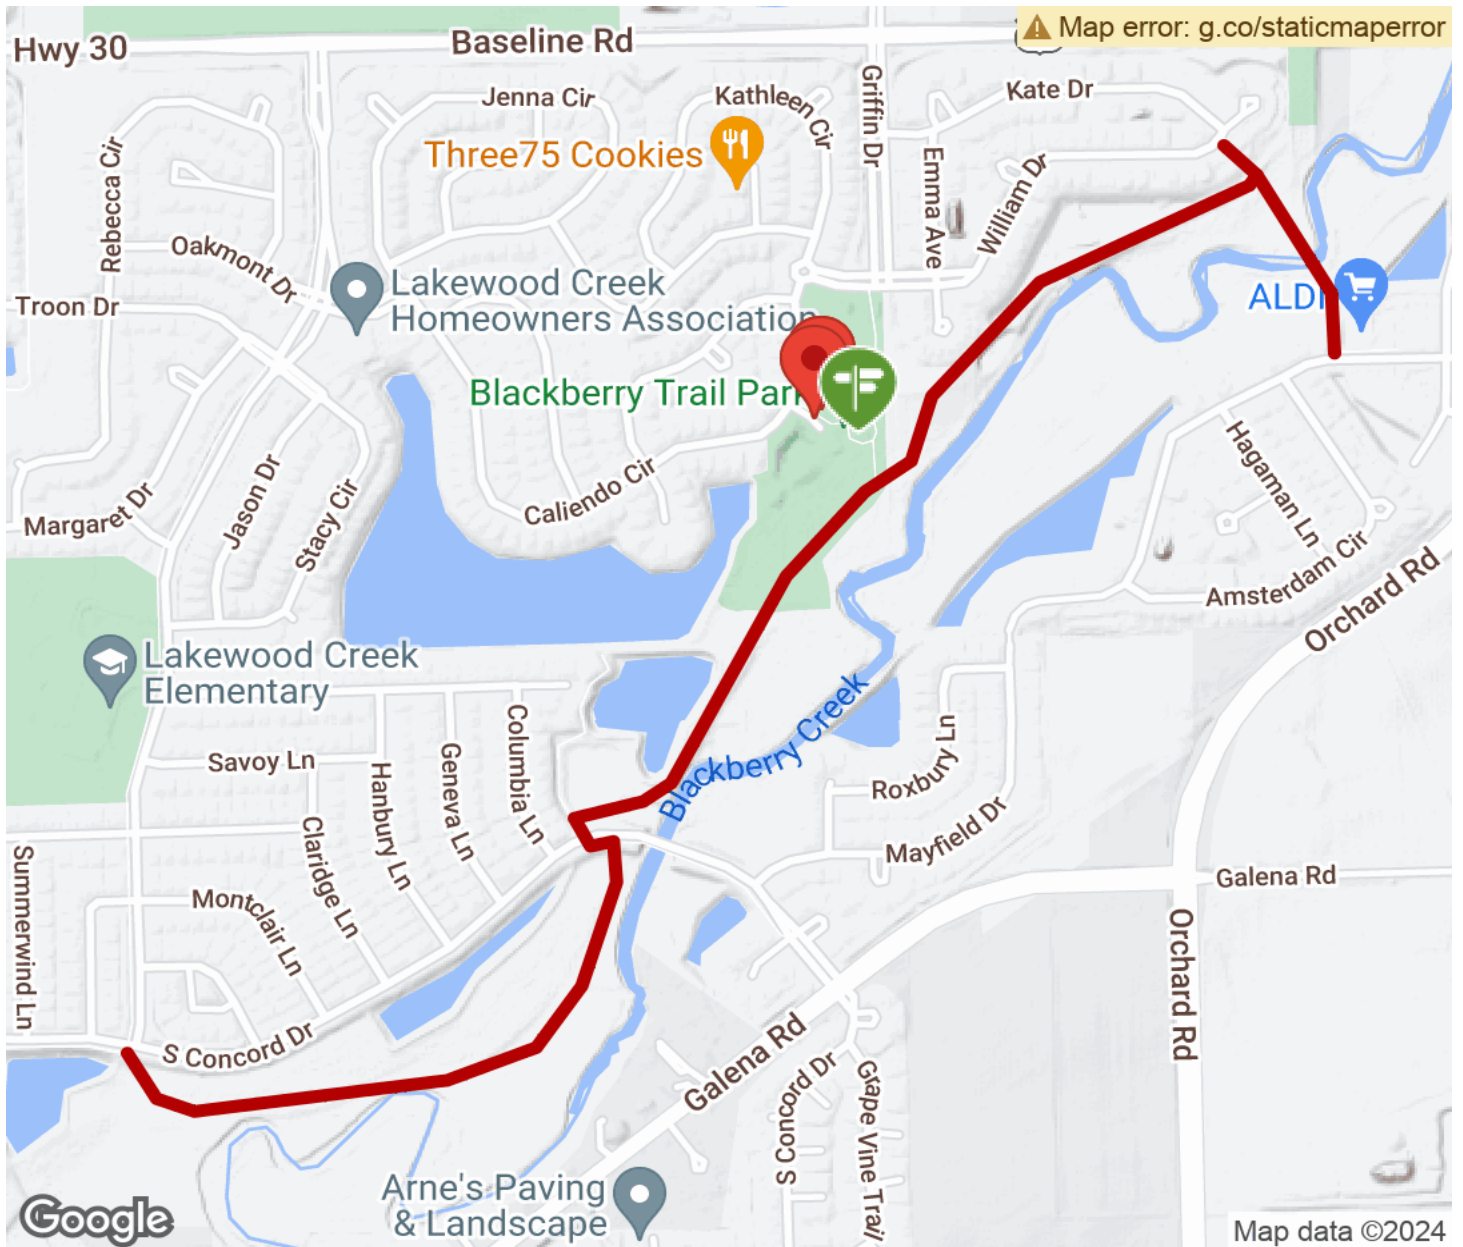 Map error: g.co/staticmaperror
Hwy 30
Baseline Rd
Griffin Dr
Kate Dr
Jenna Cir
Kathleen Cir
Three75 Cookies
Rebecca Cir
Emma Ave
William Dr
Oakmont Dr
Lakewood Creek
Homeowners Association
Troon Dr
ALDI
Blackberry Trail Park
Hagaman Ln
Jason Dr
Stacy Cir
Caliendo Cir
Margaret Dr
Amsterdam Cir
Orchard Rd
Lakewood Creek
Elementary
Blackberry Creek
Columbia Ln
Geneva Ln
Hanbury Ln
Savoy Ln
Roxbury Ln
Mayfield Dr
Claridge Ln
Summerwind Ln
Montclair Ln
Galena Rd
Orchard Rd
S Concord Dr
Galena Rd
S Concord Dr
Grape Vine Trail
Arne's Paving
& Landscape
Google
Map data ©2024